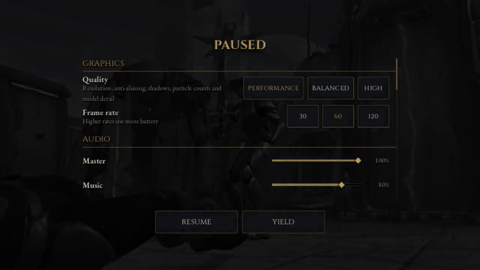 PAUSED
GRAPHICS
Quality
Resolution, anti-aliasing, shadows, particle counts and
model detail
PERFORMANCE BALANCED HIGH
Frame rate
Higher rates use more battery
30 60 120
AUDIO
Master 100%
Music 80%
RESUME YIELD